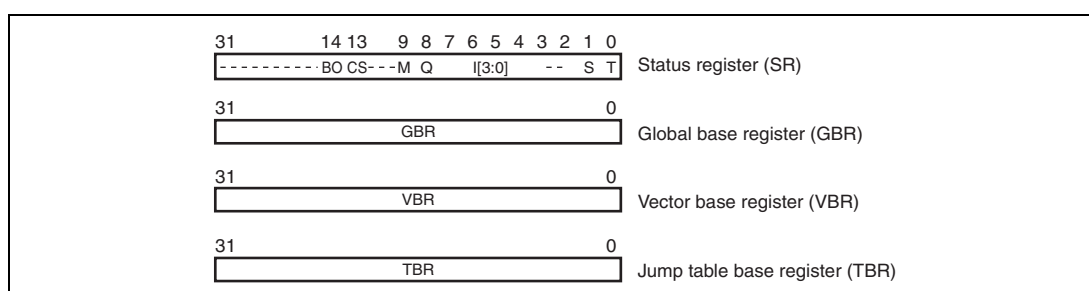 31 14 13 9 8 7 6 5 4 3 2 1 0
- - - - - - - - - - BO CS - - - M Q I[3:0] - - S T Status register (SR)
31 0
GBR Global base register (GBR)
31 0
VBR Vector base register (VBR)
31 0
TBR Jump table base register (TBR)